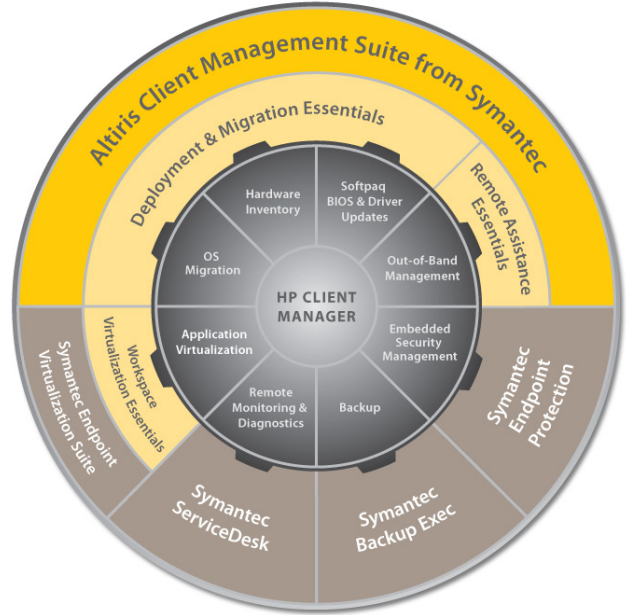 Altiris Client Management Suite from Symantec
Deployment & Migration Essentials
Remote Assistance
Essentials
Hardware
Inventory
Softpaq
BIOS & Driver
Updates
OS
Migration
Out-of-Band
Management
HP CLIENT
MANAGER
Application
Virtualization
Embedded
Security
Management
Remote
Monitoring &
Diagnostics
Backup
Workspace
Virtualization Essentials
Symantec Endpoint
Virtualization Suite
Symantec
ServiceDesk
Symantec
Backup Exec
Symantec
Endpoint
Protection